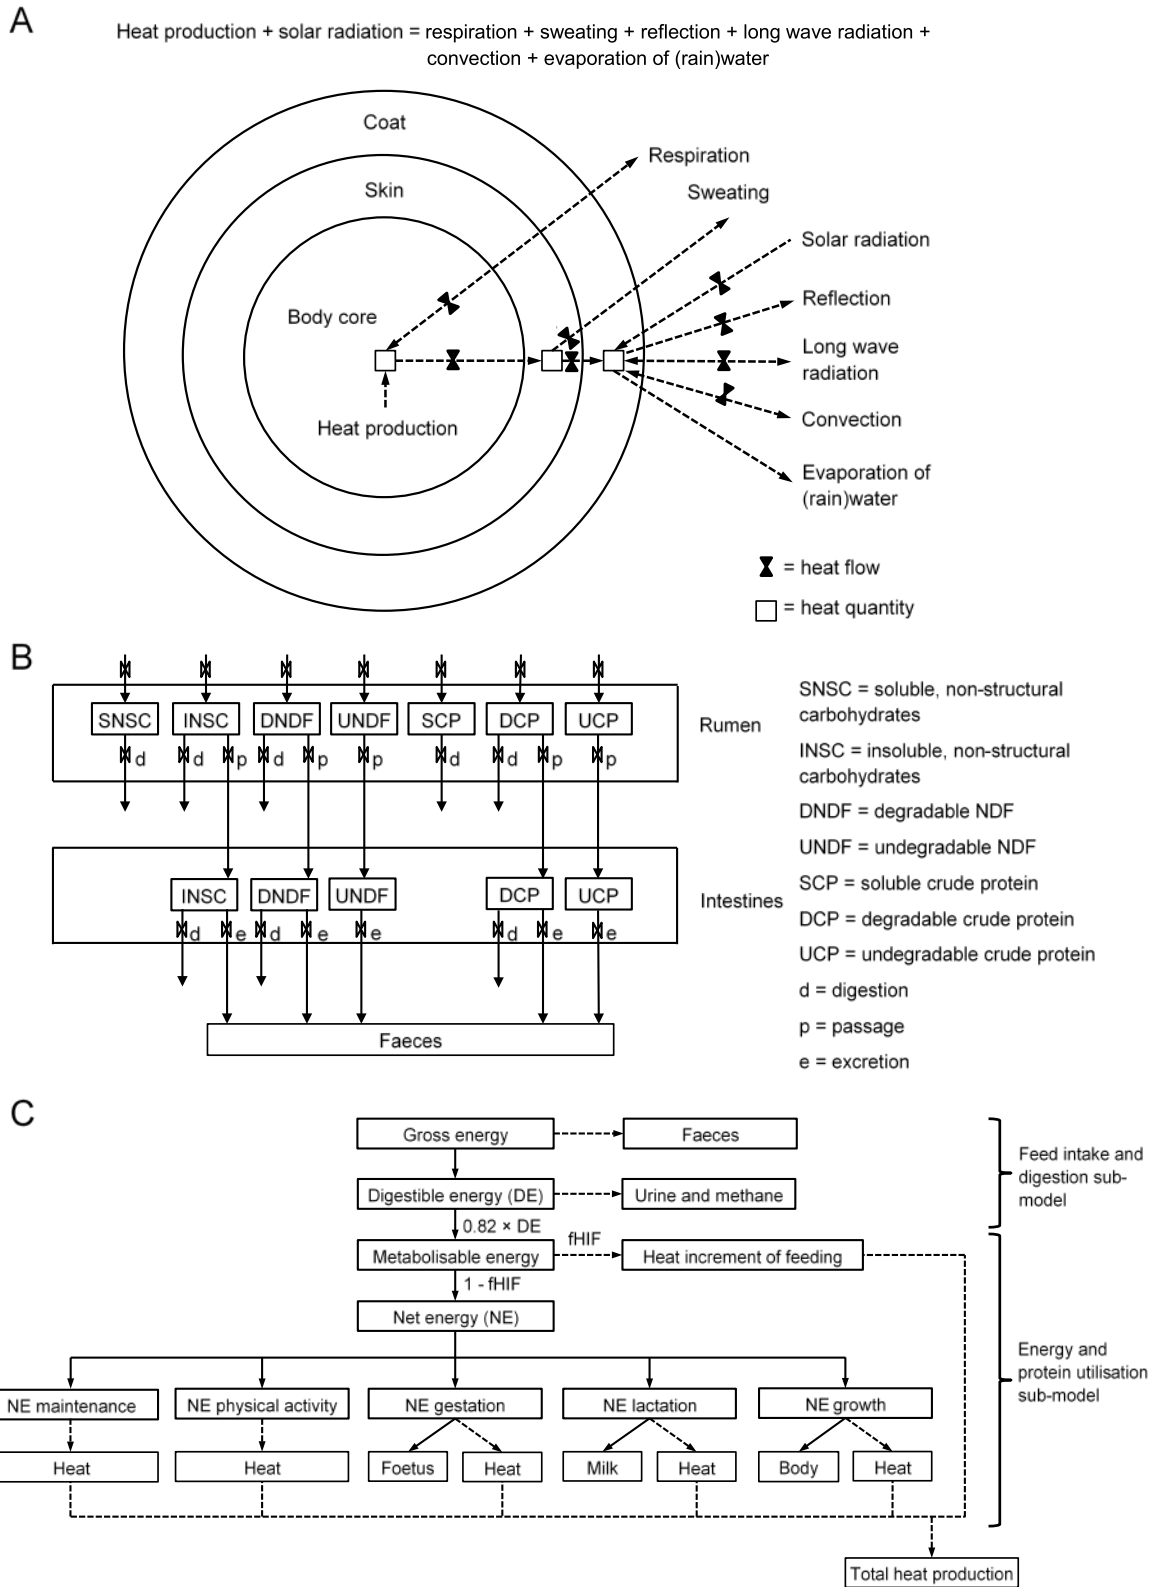 A
Heat production + solar radiation = respiration + sweating + reflection + long wave radiation +
convection + evaporation of (rain)water
Coat
Skin
Body core
Heat production
Respiration
Sweating
Solar radiation
Reflection
Long wave
radiation
Convection
Evaporation of
(rain)water
= heat flow
= heat quantity
B
SNSC INSC DNDF UNDF SCP DCP UCP
Rumen
d d p d p p d d p p
INSC DNDF UNDF DCP UCP
Intestines
d e d e e d e e
Faeces
SNSC = soluble, non-structural
carbohydrates
INSC = insoluble, non-structural
carbohydrates
DNDF = degradable NDF
UNDF = undegradable NDF
SCP = soluble crude protein
DCP = degradable crude protein
UCP = undegradable crude protein
d = digestion
p = passage
e = excretion
C
Gross energy
Faeces
Digestible energy (DE)
Urine and methane
0.82 × DE
Metabolisable energy
fHIF
Heat increment of feeding
1 - fHIF
Net energy (NE)
NE maintenance
NE physical activity
NE gestation
NE lactation
NE growth
Heat
Heat
Foetus
Heat
Milk
Heat
Body
Heat
Total heat production
Feed intake and
digestion sub-
model
Energy and
protein utilisation
sub-model